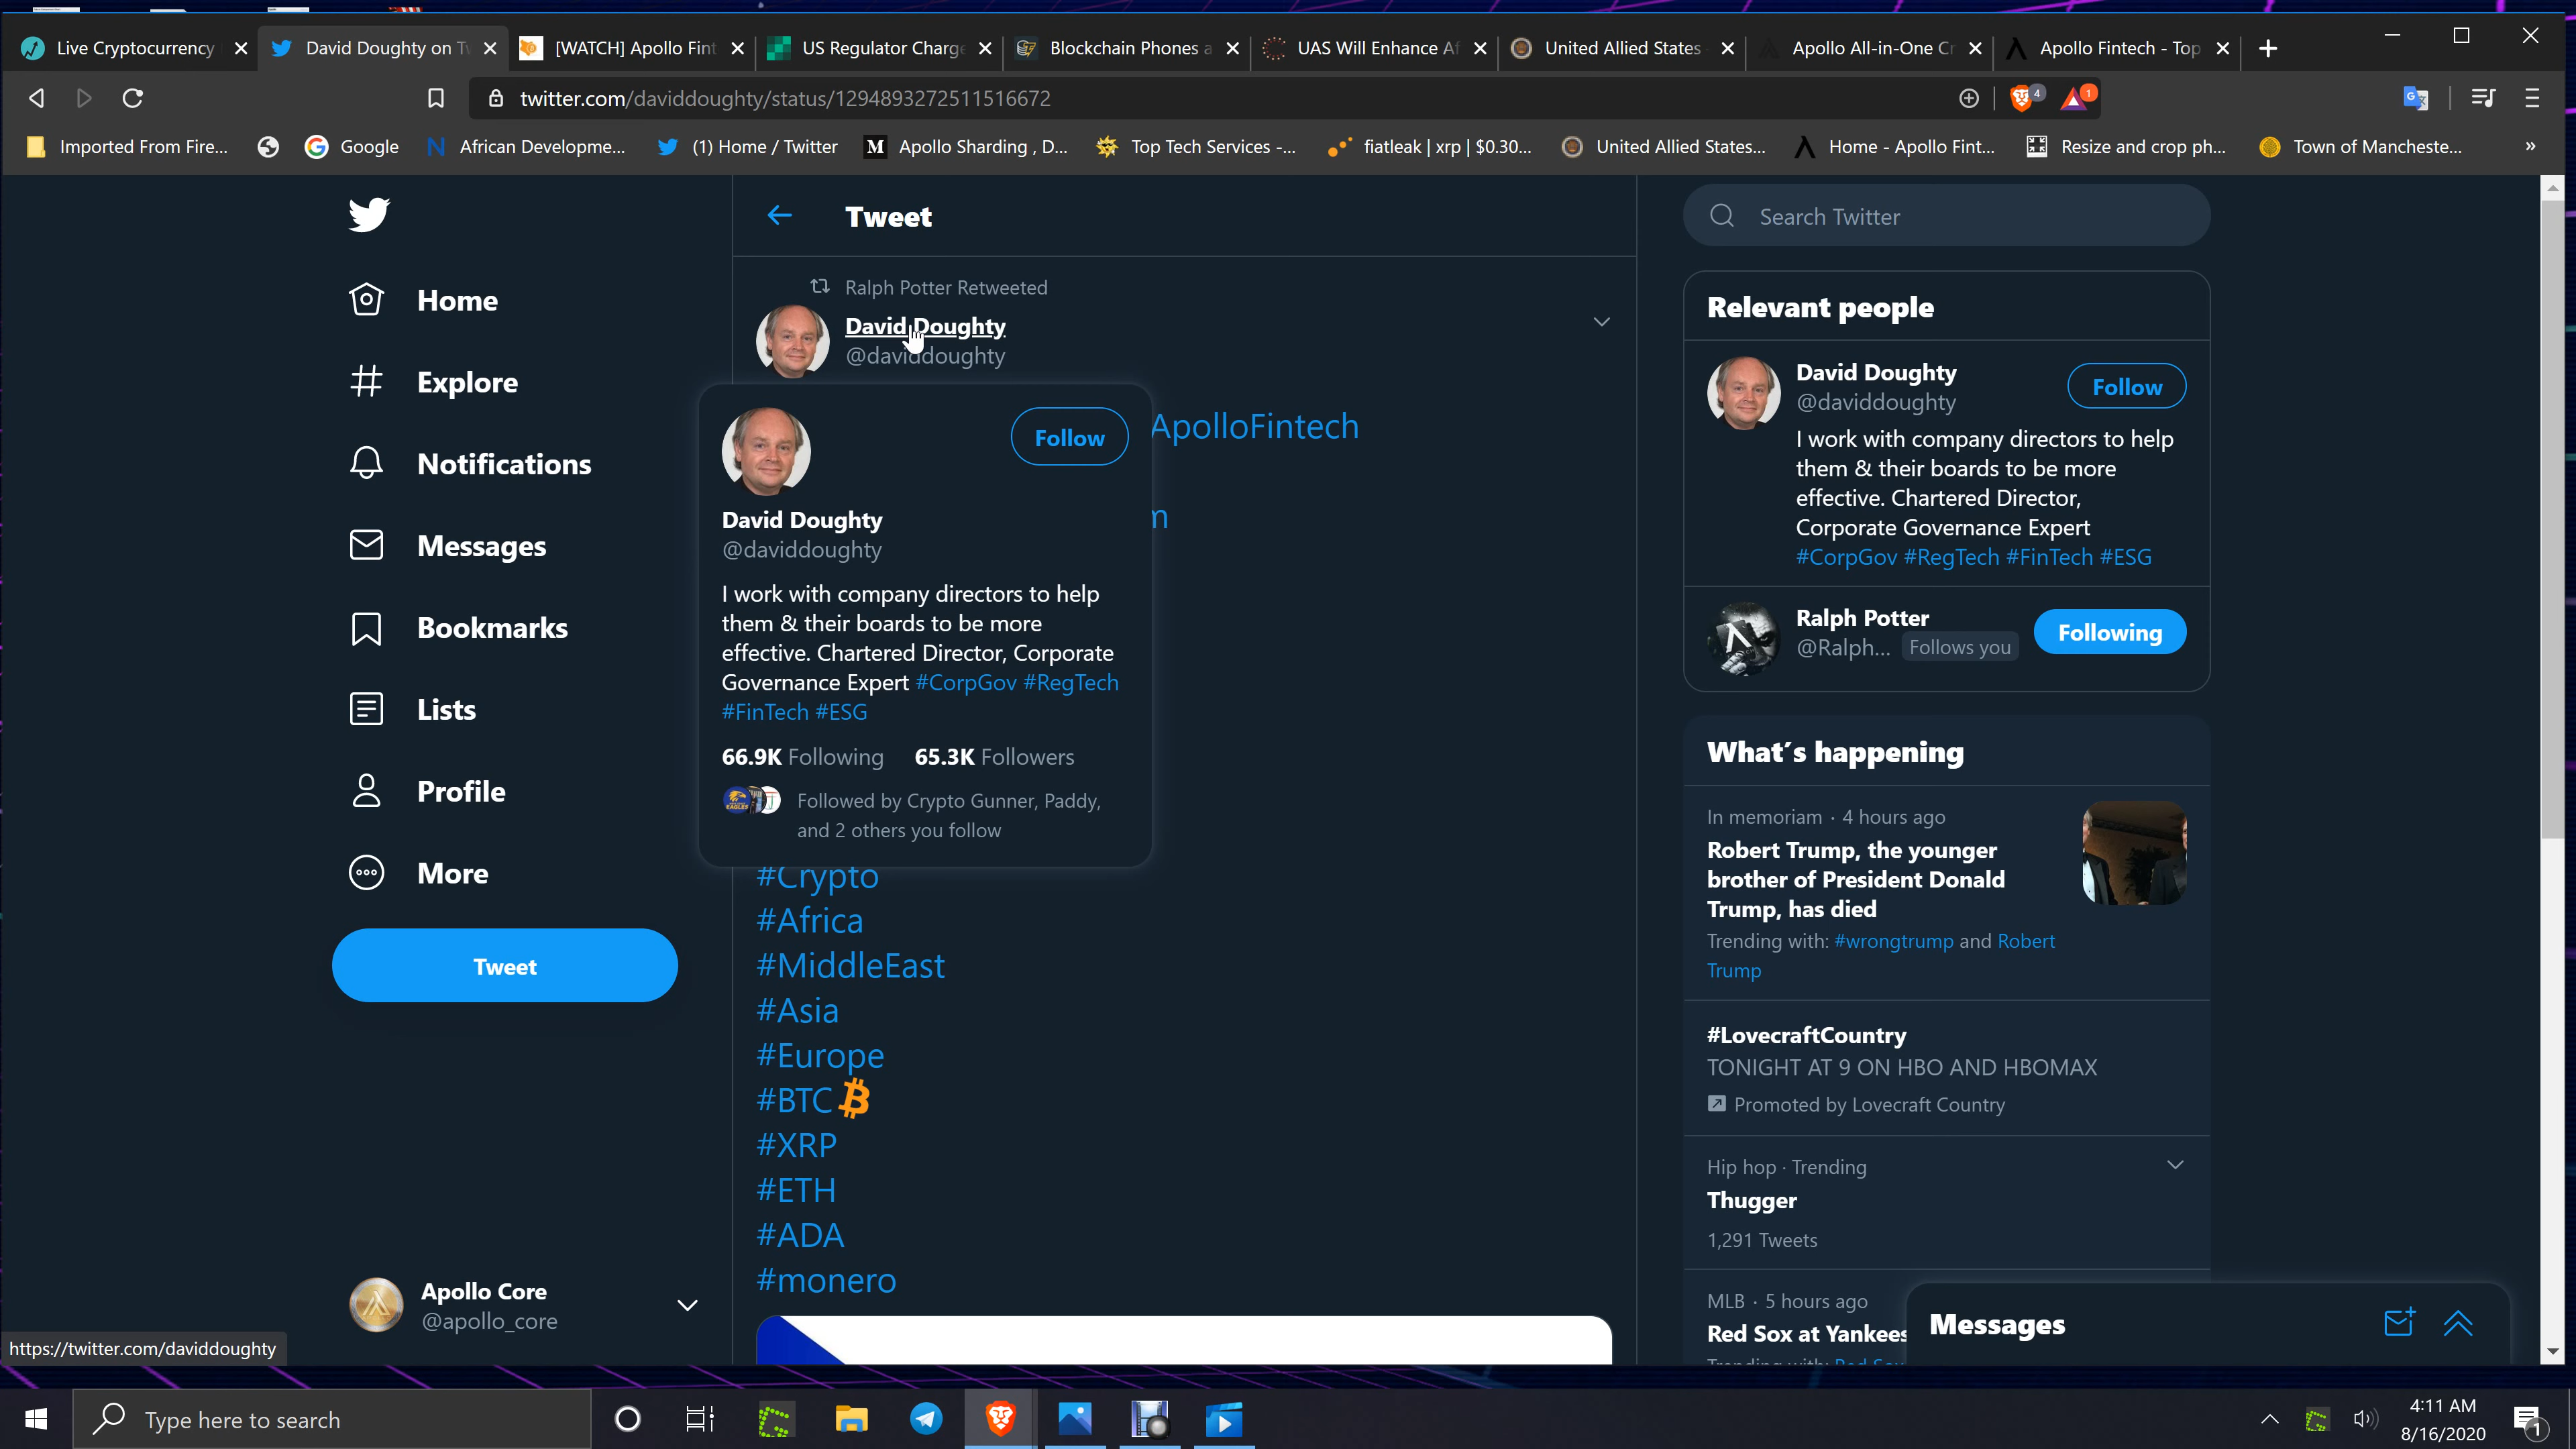 Live Cryptocurrency
David Doughty on Tw
[WATCH] Apollo Fint
US Regulator Charge
Blockchain Phones a
UAS Will Enhance Af
United Allied States
Apollo All-in-One Cr
Apollo Fintech - Top
twitter.com/daviddoughty/status/1294893272511516672
4
1
Imported From Fire...
Google
African Developme...
(1) Home / Twitter
Apollo Sharding , D...
Top Tech Services -...
fiatleak | xrp | $0.30...
United Allied States...
Home - Apollo Fint...
Resize and crop ph...
Town of Mancheste...
»
Home
Explore
Notifications
Messages
Bookmarks
Lists
Profile
More
Tweet
Apollo Core
@apollo_core
https://twitter.com/daviddoughty
Tweet
Ralph Potter Retweeted
David Doughty
@daviddoughty
ApolloFintech
m
David Doughty
@daviddoughty
Follow
I work with company directors to help
them & their boards to be more
effective. Chartered Director, Corporate
Governance Expert #CorpGov #RegTech
#FinTech #ESG
66.9K Following 65.3K Followers
Followed by Crypto Gunner, Paddy,
and 2 others you follow
#Crypto
#Africa
#MiddleEast
#Asia
#Europe
#BTC
#XRP
#ETH
#ADA
#monero
Search Twitter
Relevant people
David Doughty
@daviddoughty
Follow
I work with company directors to help
them & their boards to be more
effective. Chartered Director,
Corporate Governance Expert
#CorpGov #RegTech #FinTech #ESG
Ralph Potter
@Ralph... Follows you
Following
What's happening
In memoriam · 4 hours ago
Robert Trump, the younger
brother of President Donald
Trump, has died
Trending with: #wrongtrump and Robert
Trump
#LovecraftCountry
TONIGHT AT 9 ON HBO AND HBOMAX
Promoted by Lovecraft Country
Hip hop · Trending
Thugger
1,291 Tweets
MLB · 5 hours ago
Red Sox at Yankees
Trending with: Red Sox
Messages
Type here to search
4:11 AM
8/16/2020
1